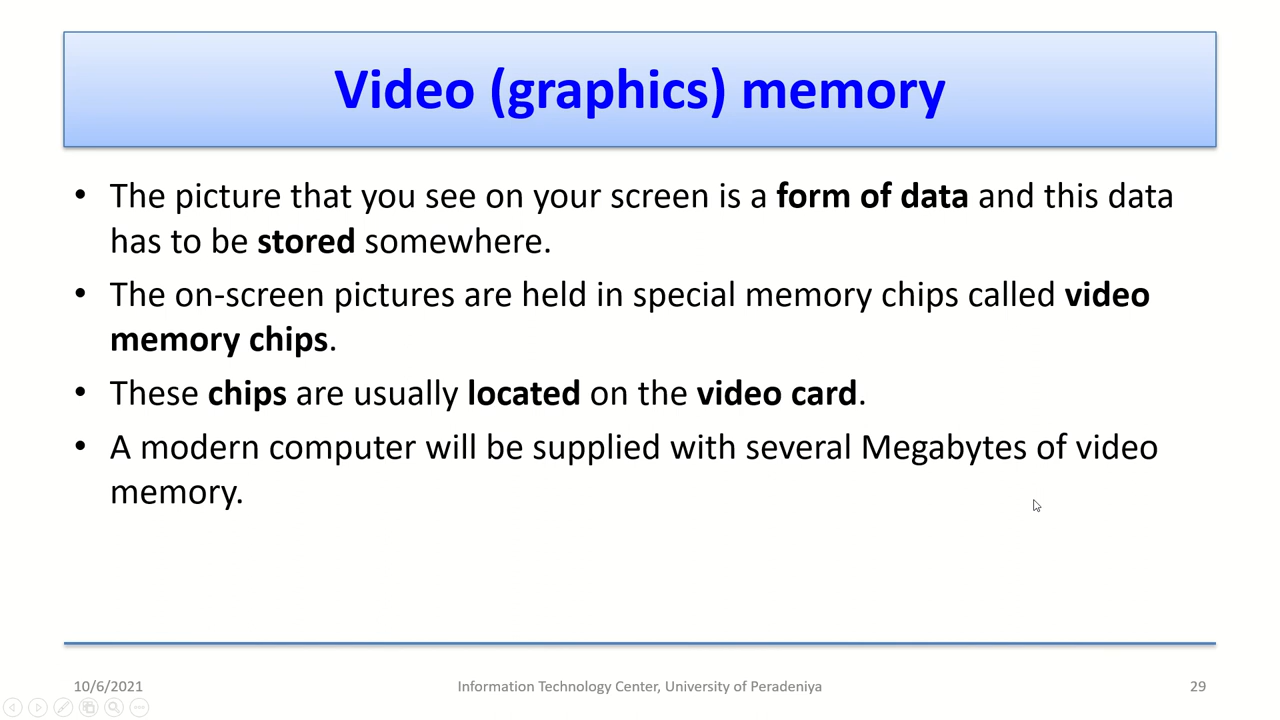 Video (graphics) memory
• The picture that you see on your screen is a form of data and this data
has to be stored somewhere.
• The on-screen pictures are held in special memory chips called video
memory chips.
• These chips are usually located on the video card.
• A modern computer will be supplied with several Megabytes of video
memory.
10/6/2021
Information Technology Center, University of Peradeniya
29